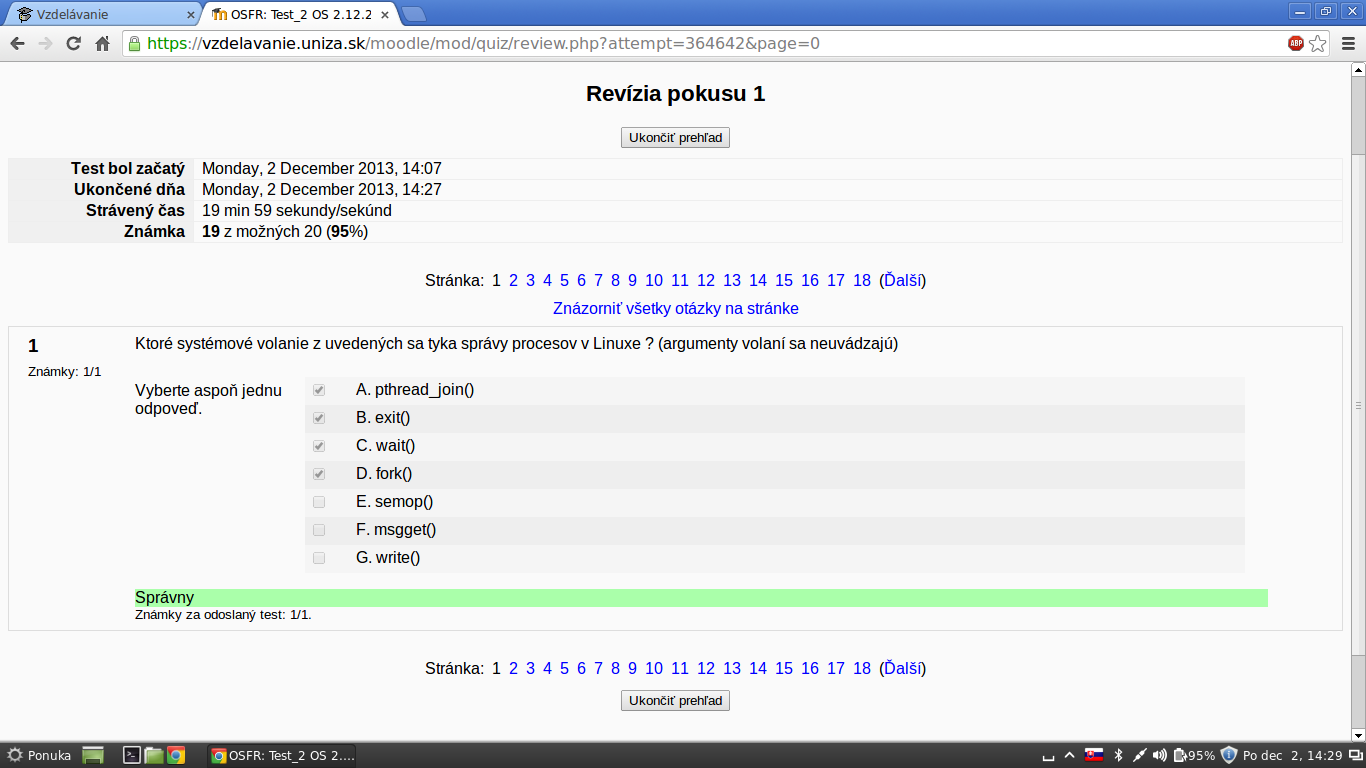 Vzdelávanie
OSFR: Test_2 OS 2.12.2
https://vzdelavanie.uniza.sk/moodle/mod/quiz/review.php?attempt=364642&page=0
ABP
Revízia pokusu 1
Ukončiť prehľad
Test bol začatý Monday, 2 December 2013, 14:07
Ukončené dňa Monday, 2 December 2013, 14:27
Strávený čas 19 min 59 sekundy/sekúnd
Známka 19 z možných 20 (95%)
Stránka: 1 2 3 4 5 6 7 8 9 10 11 12 13 14 15 16 17 18 (Ďalší)
Znázorniť všetky otázky na stránke
1
Známky: 1/1
Ktoré systémové volanie z uvedených sa tyka správy procesov v Linuxe ? (argumenty volaní sa neuvádzajú)
Vyberte aspoň jednu
odpoveď.
A. pthread_join()
B. exit()
C. wait()
D. fork()
E. semop()
F. msgget()
G. write()
Správny
Známky za odoslaný test: 1/1.
Stránka: 1 2 3 4 5 6 7 8 9 10 11 12 13 14 15 16 17 18 (Ďalší)
Ukončiť prehľad
Ponuka
OSFR: Test_2 OS 2....
95%
Po dec 2, 14:29